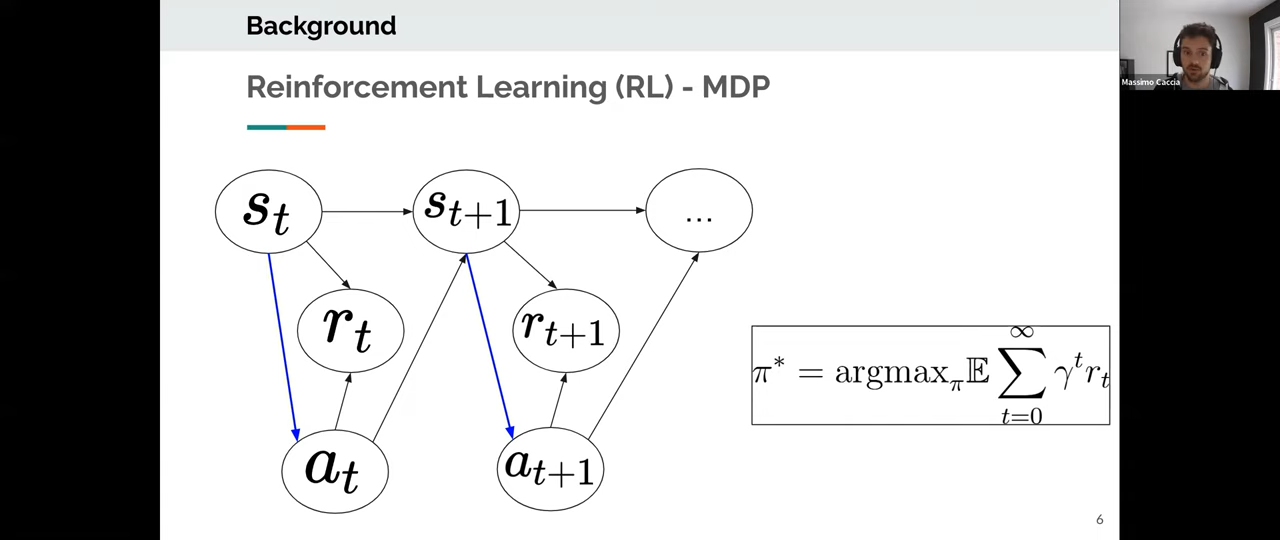 Background
Massimo Caccia
Reinforcement Learning (RL) - MDP
s_t
s_{t+1}
...
r_t
r_{t+1}
π* = argmax_π 𝔼 ∑_{t=0}^{∞} γ^t r_t
a_t
a_{t+1}
6